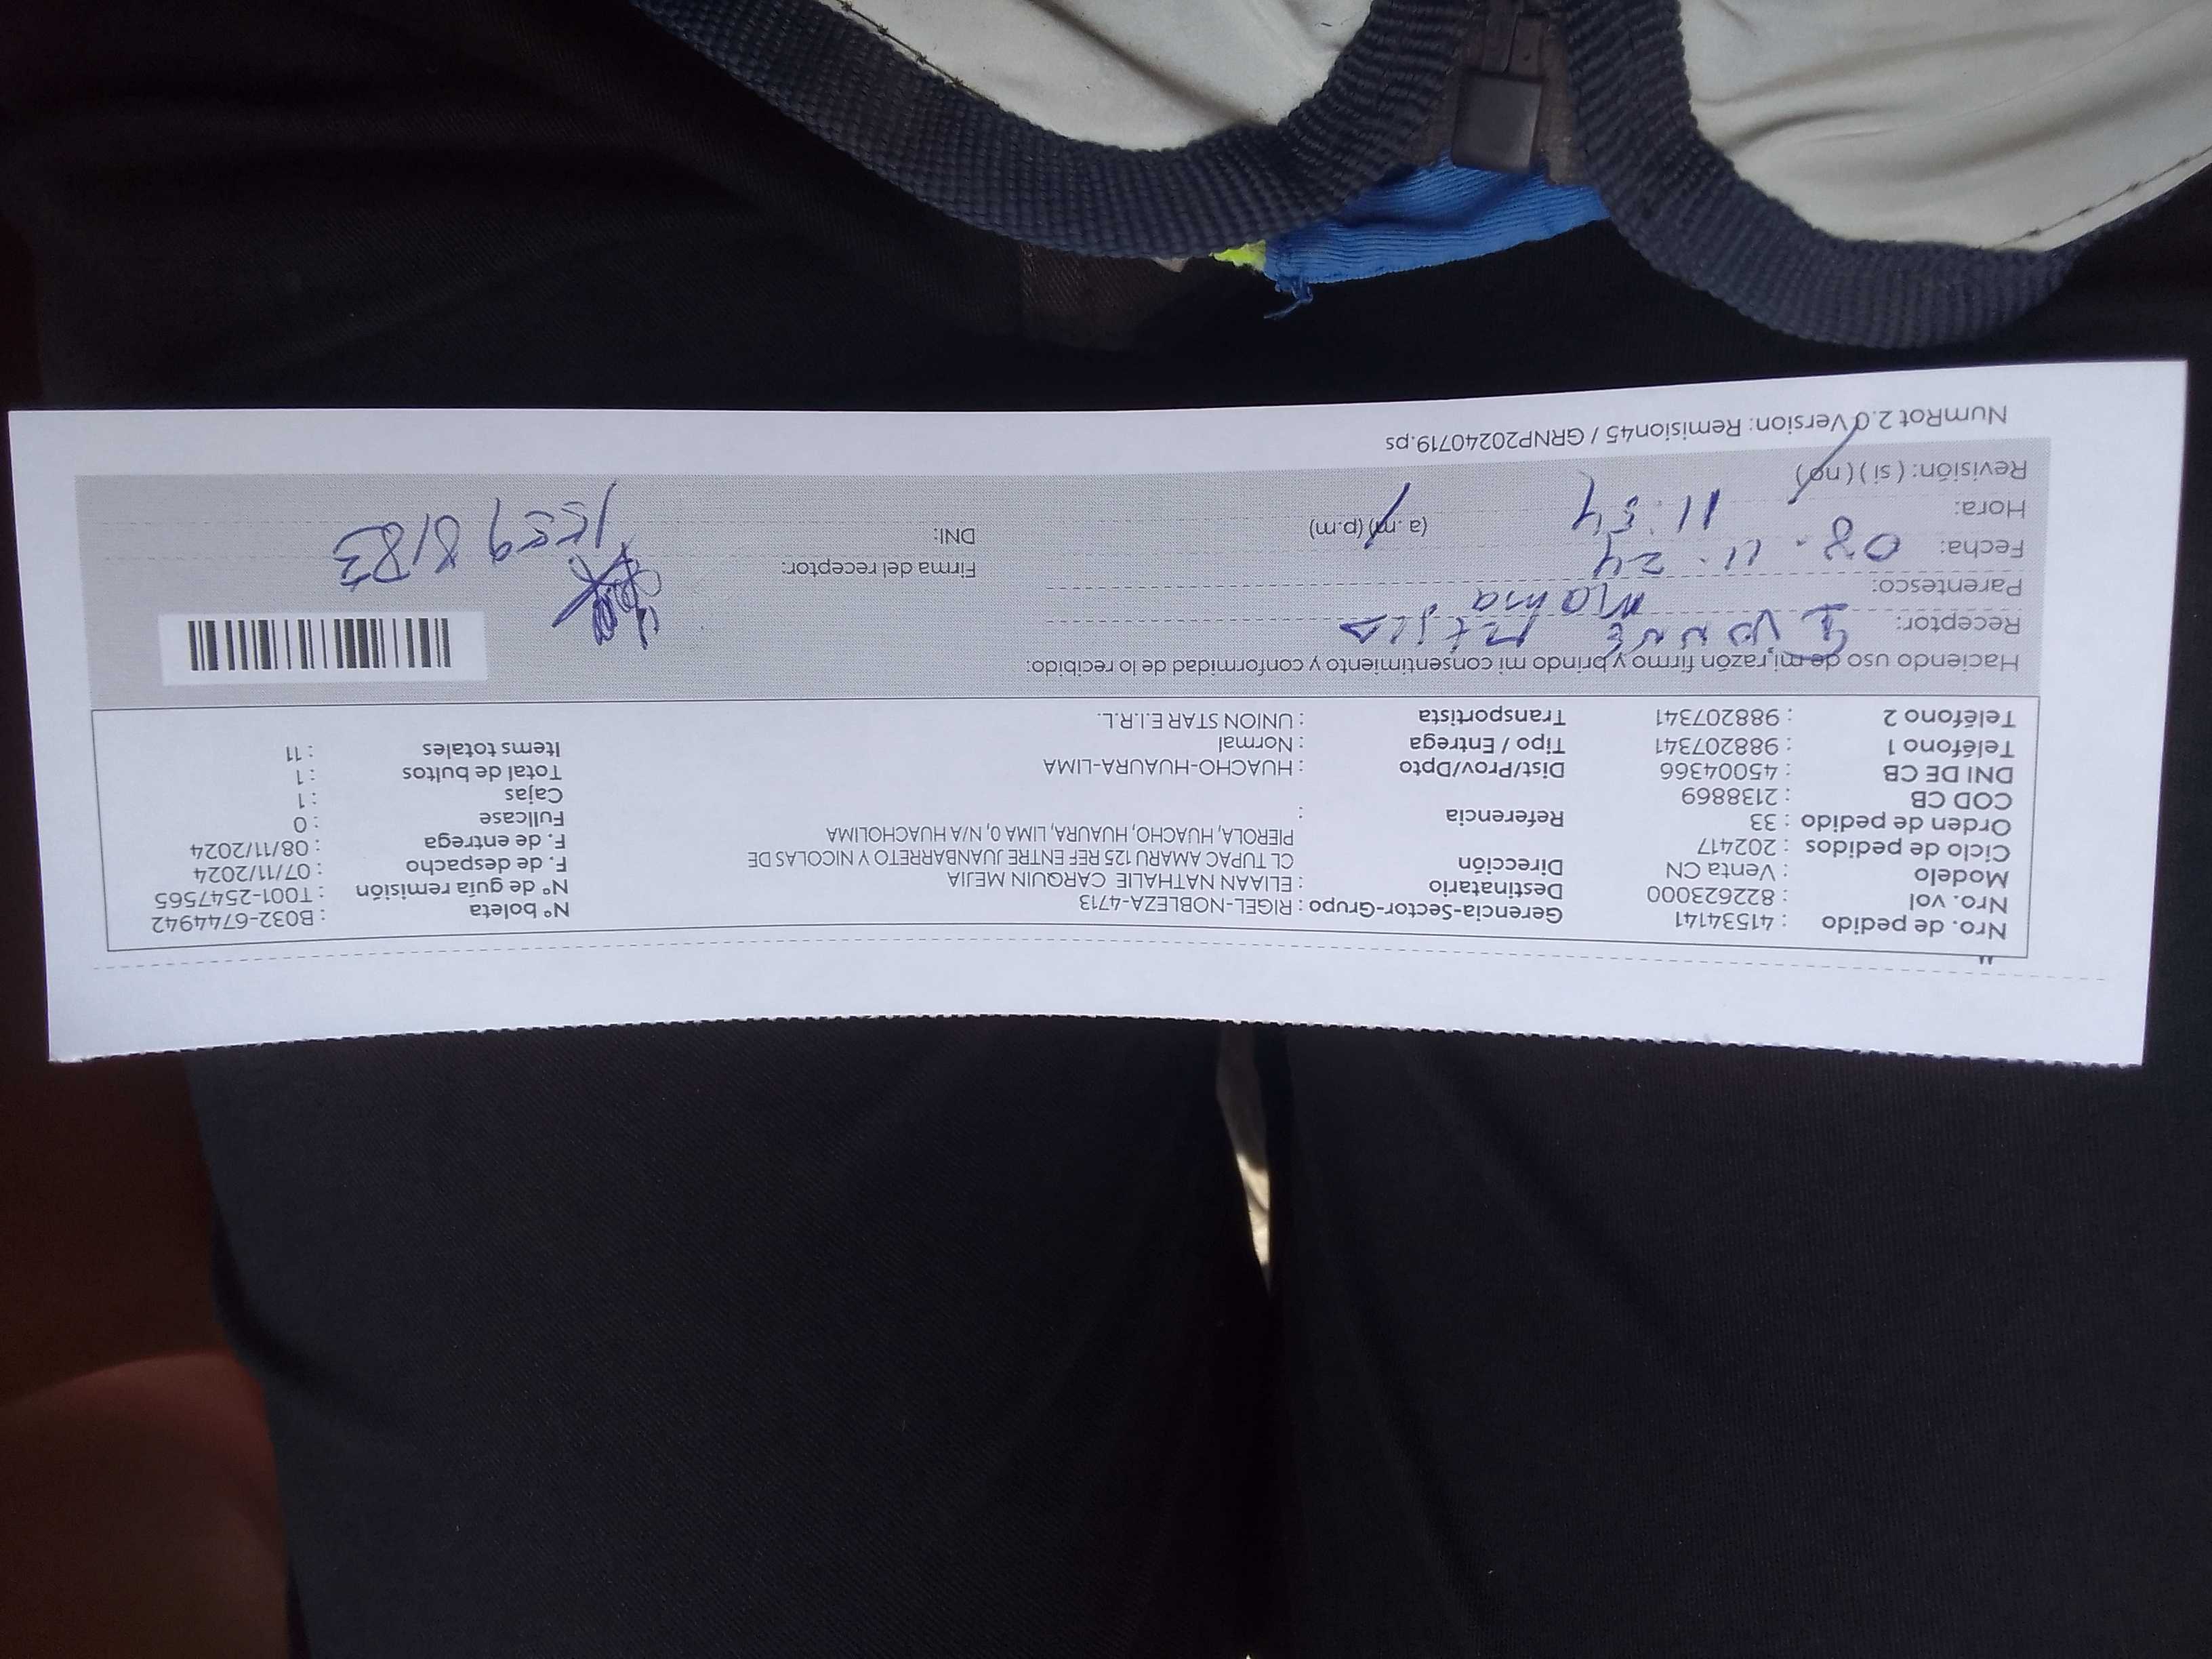 Nro. de pedido : 41534141
Nro. vol : 822623000
Modelo : Venta CN
Ciclo de pedidos : 202417
Orden de pedido : 33
COD CB : 2138869
DNI DE CB : 45004366
Teléfono 1 : 988207341
Teléfono 2 : 988207341
Gerencia-Sector-Grupo : RIGEL-NOBLEZA-4713
Destinatario : ELIAAN NATHALIE CARQUIN MEJIA
Dirección CL TUPAC AMARU 125 REF ENTRE JUANBARRETO Y NICOLAS DE
PIEROLA, HUACHO, HUAURA, LIMA 0, N/A HUACHOLIMA
Referencia :
Dist/Prov/Dpto : HUACHO-HUAURA-LIMA
Tipo / Entrega : Normal
Transportista : UNION STAR E.I.R.L.
N° boleta : B032-6744942
N° de guía remisión : T001-2547565
F. de despacho : 07/11/2024
F. de entrega : 08/11/2024
Fullcase : 0
Cajas : 1
Total de bultos : 1
Items totales : 11
Haciendo uso de mi razón firmo y brindo mi consentimiento y conformidad de lo recibido:
Receptor: IVONNE
Parentesco: Mama
Fecha: 08. 11. 24
Hora: 11:54 (a.m) (p.m)
Revisión: ( si ) ( no )
Firma del receptor:
DNI: 15598183
NumRot 2.0 Version: Remision45 / GRNP20240719.ps